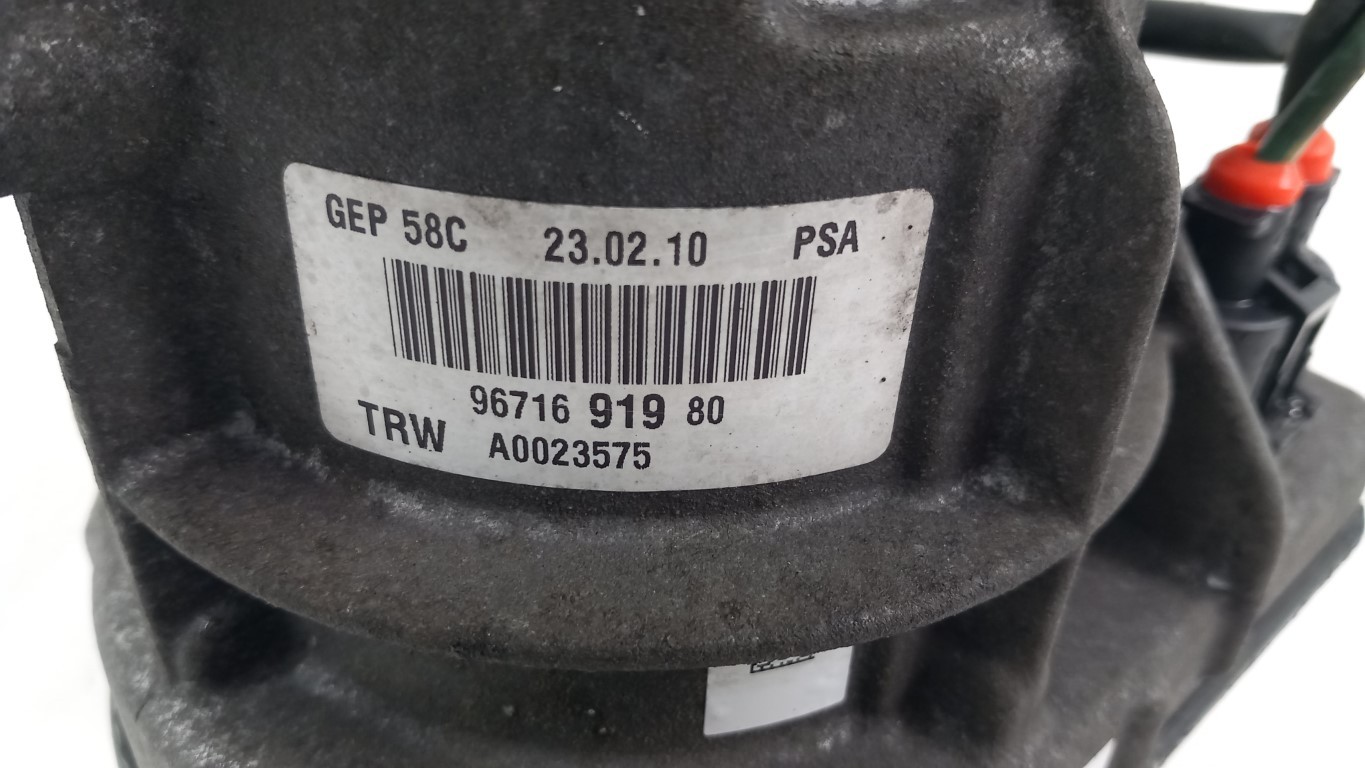 GEP 58C 23.02.10 PSA
96716 919 80
TRW A0023575